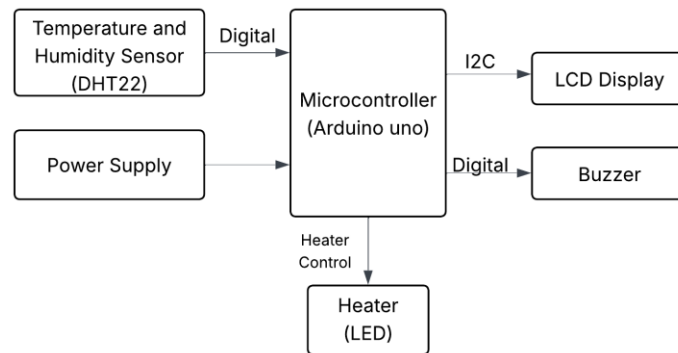 Temperature and
Humidity Sensor
(DHT22)
Digital
Microcontroller
(Arduino uno)
I2C
LCD Display
Power Supply
Digital
Buzzer
Heater
Control
Heater
(LED)